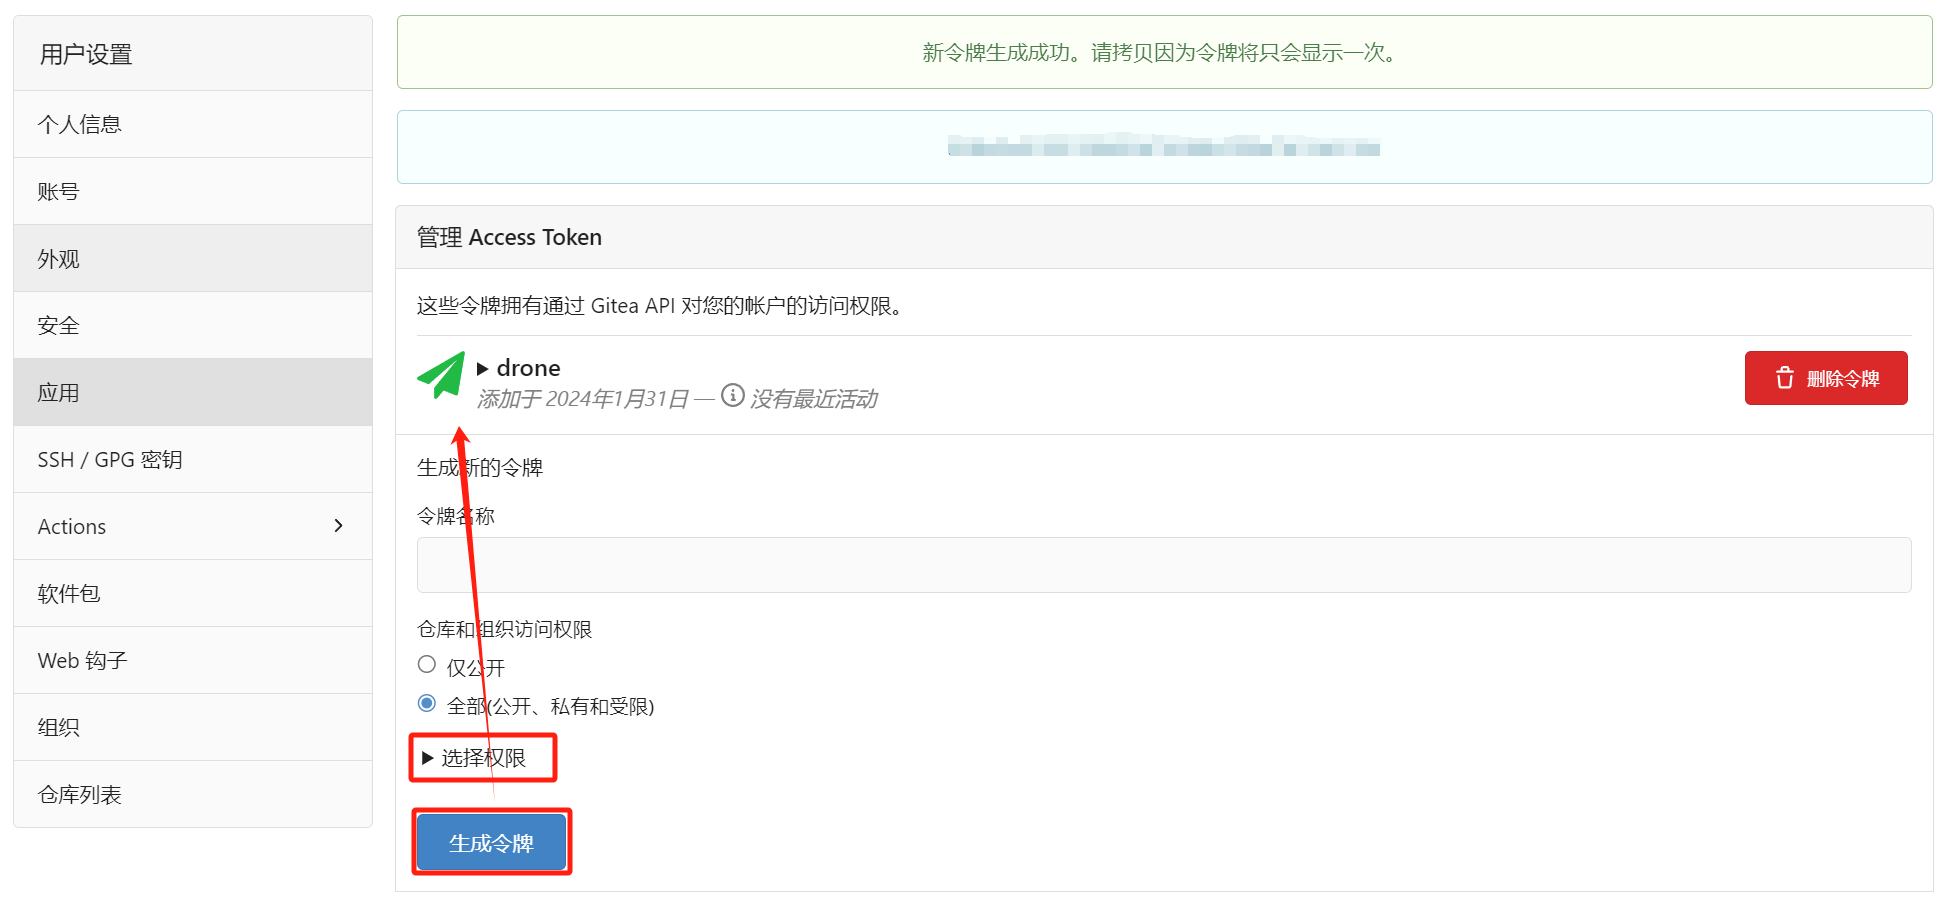 用户设置
个人信息
账号
外观
安全
应用
SSH / GPG 密钥
Actions
软件包
Web 钩子
组织
仓库列表
新令牌生成成功。请拷贝因为令牌将只会显示一次。
管理 Access Token
这些令牌拥有通过 Gitea API 对您的帐户的访问权限。
drone
添加于 2024年1月31日 — 没有最近活动
删除令牌
生成新的令牌
令牌名称
仓库和组织访问权限
仅公开
全部(公开、私有和受限)
选择权限
生成令牌